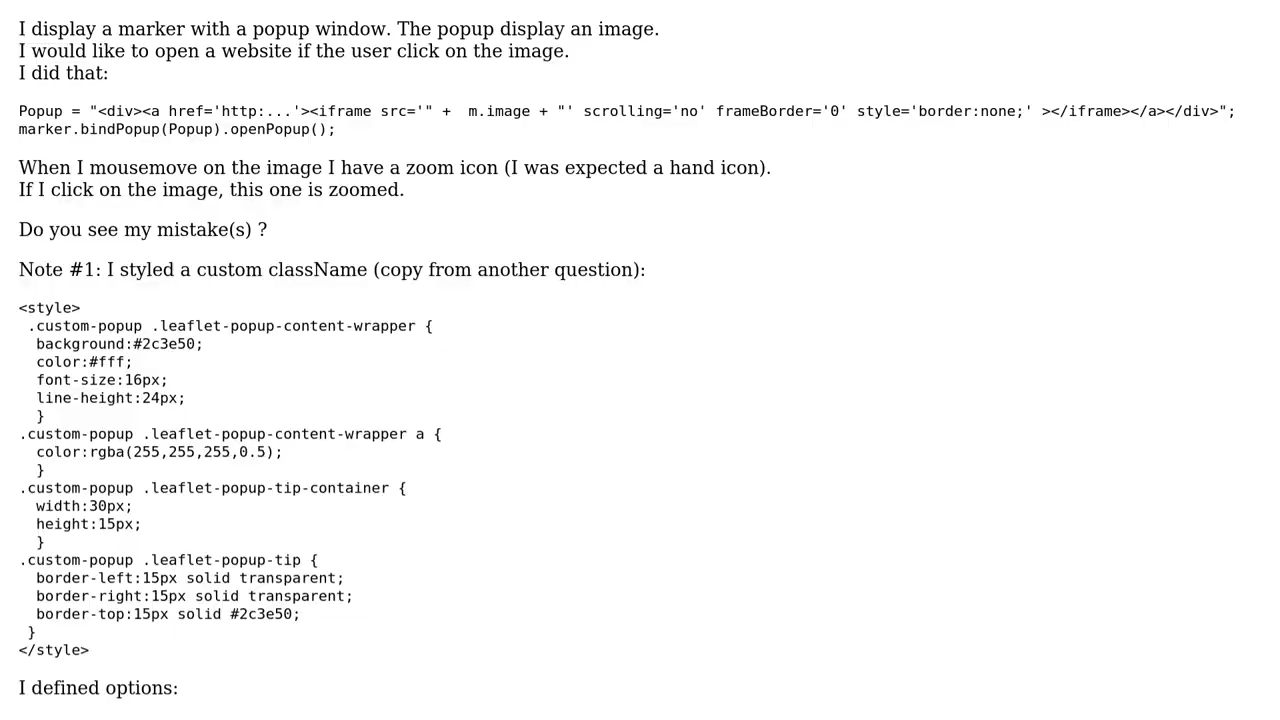 I display a marker with a popup window. The popup display an image.
I would like to open a website if the user click on the image.
I did that:
Popup = "<div><a href='http:...'><iframe src='" +  m.image + "' scrolling='no' frameBorder='0' style='border:none;' ></iframe></a></div>";
marker.bindPopup(Popup).openPopup();
When I mousemove on the image I have a zoom icon (I was expected a hand icon).
If I click on the image, this one is zoomed.
Do you see my mistake(s) ?
Note #1: I styled a custom className (copy from another question):
<style>
 .custom-popup .leaflet-popup-content-wrapper {
  background:#2c3e50;
  color:#fff;
  font-size:16px;
  line-height:24px;
  }
.custom-popup .leaflet-popup-content-wrapper a {
  color:rgba(255,255,255,0.5);
  }
.custom-popup .leaflet-popup-tip-container {
  width:30px;
  height:15px;
  }
.custom-popup .leaflet-popup-tip {
  border-left:15px solid transparent;
  border-right:15px solid transparent;
  border-top:15px solid #2c3e50;
 }
</style>
I defined options: